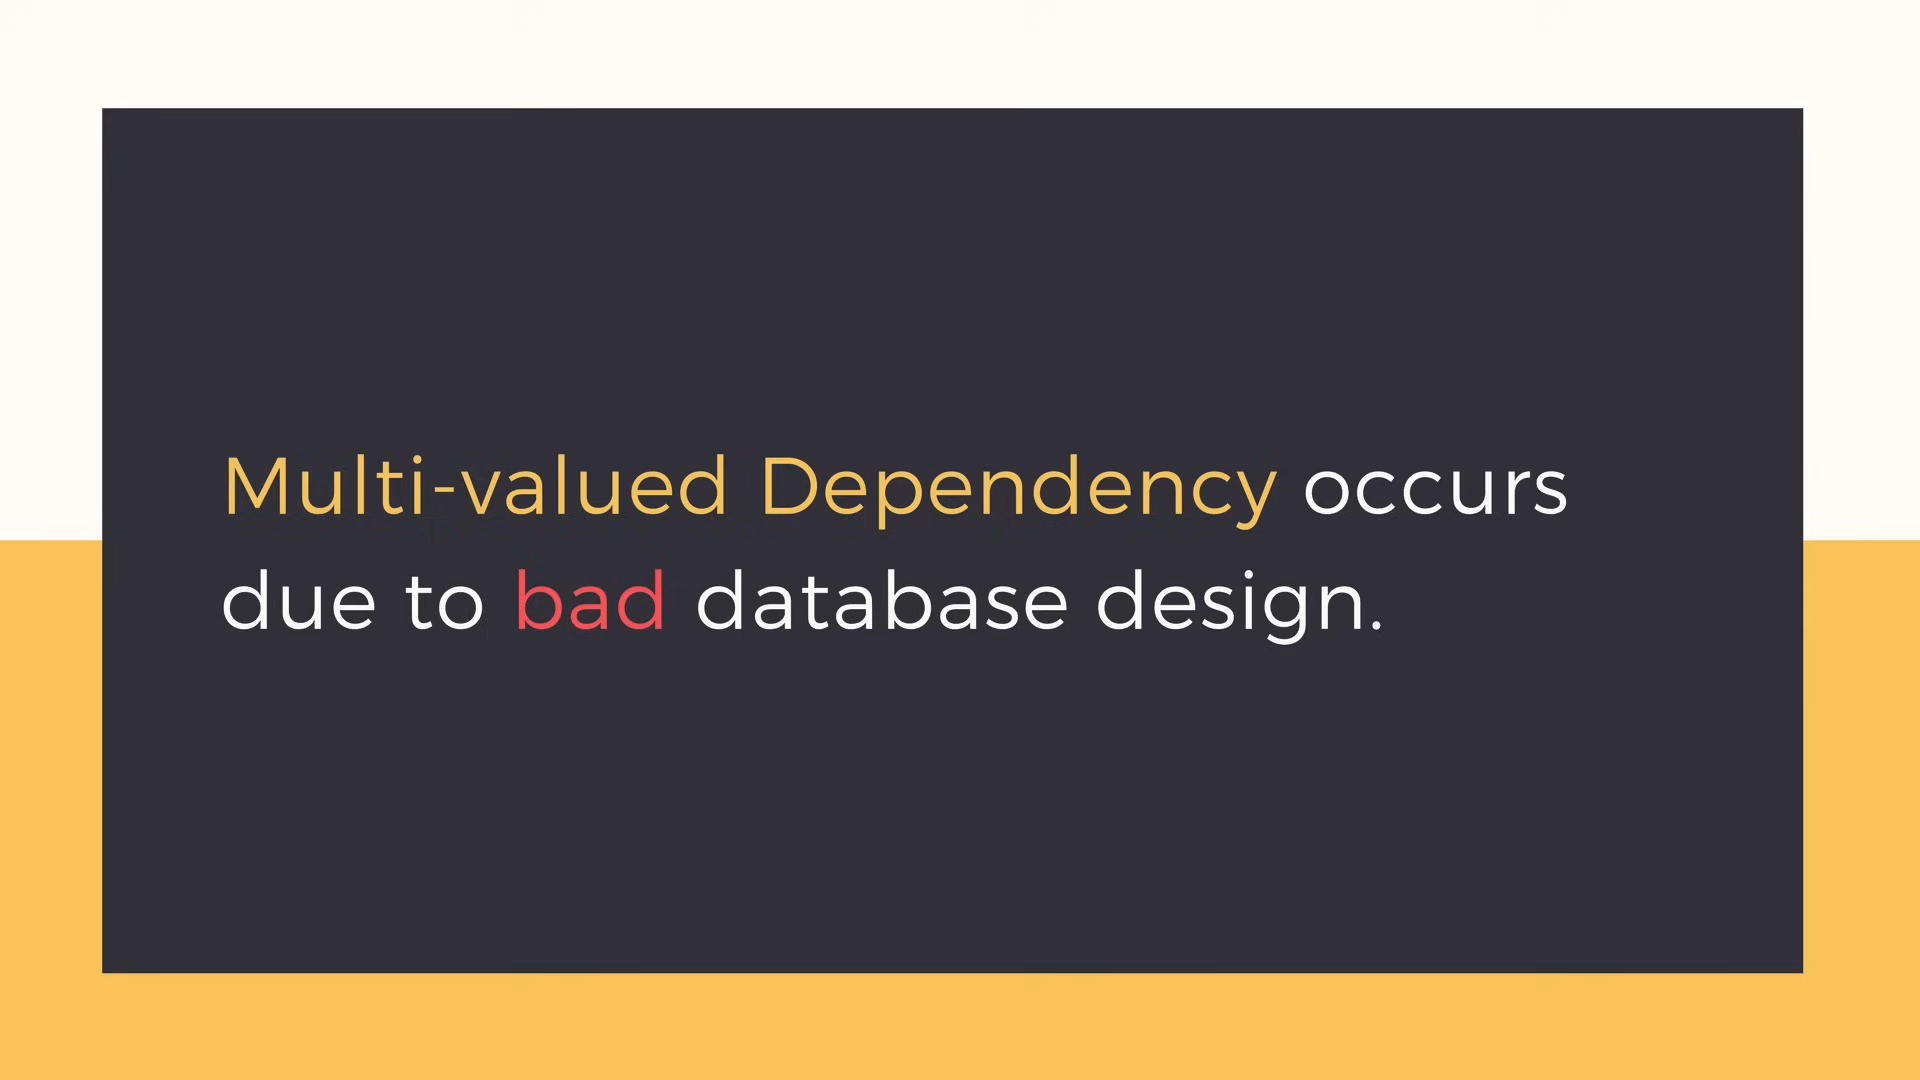 Multi-valued Dependency occurs
due to bad database design.